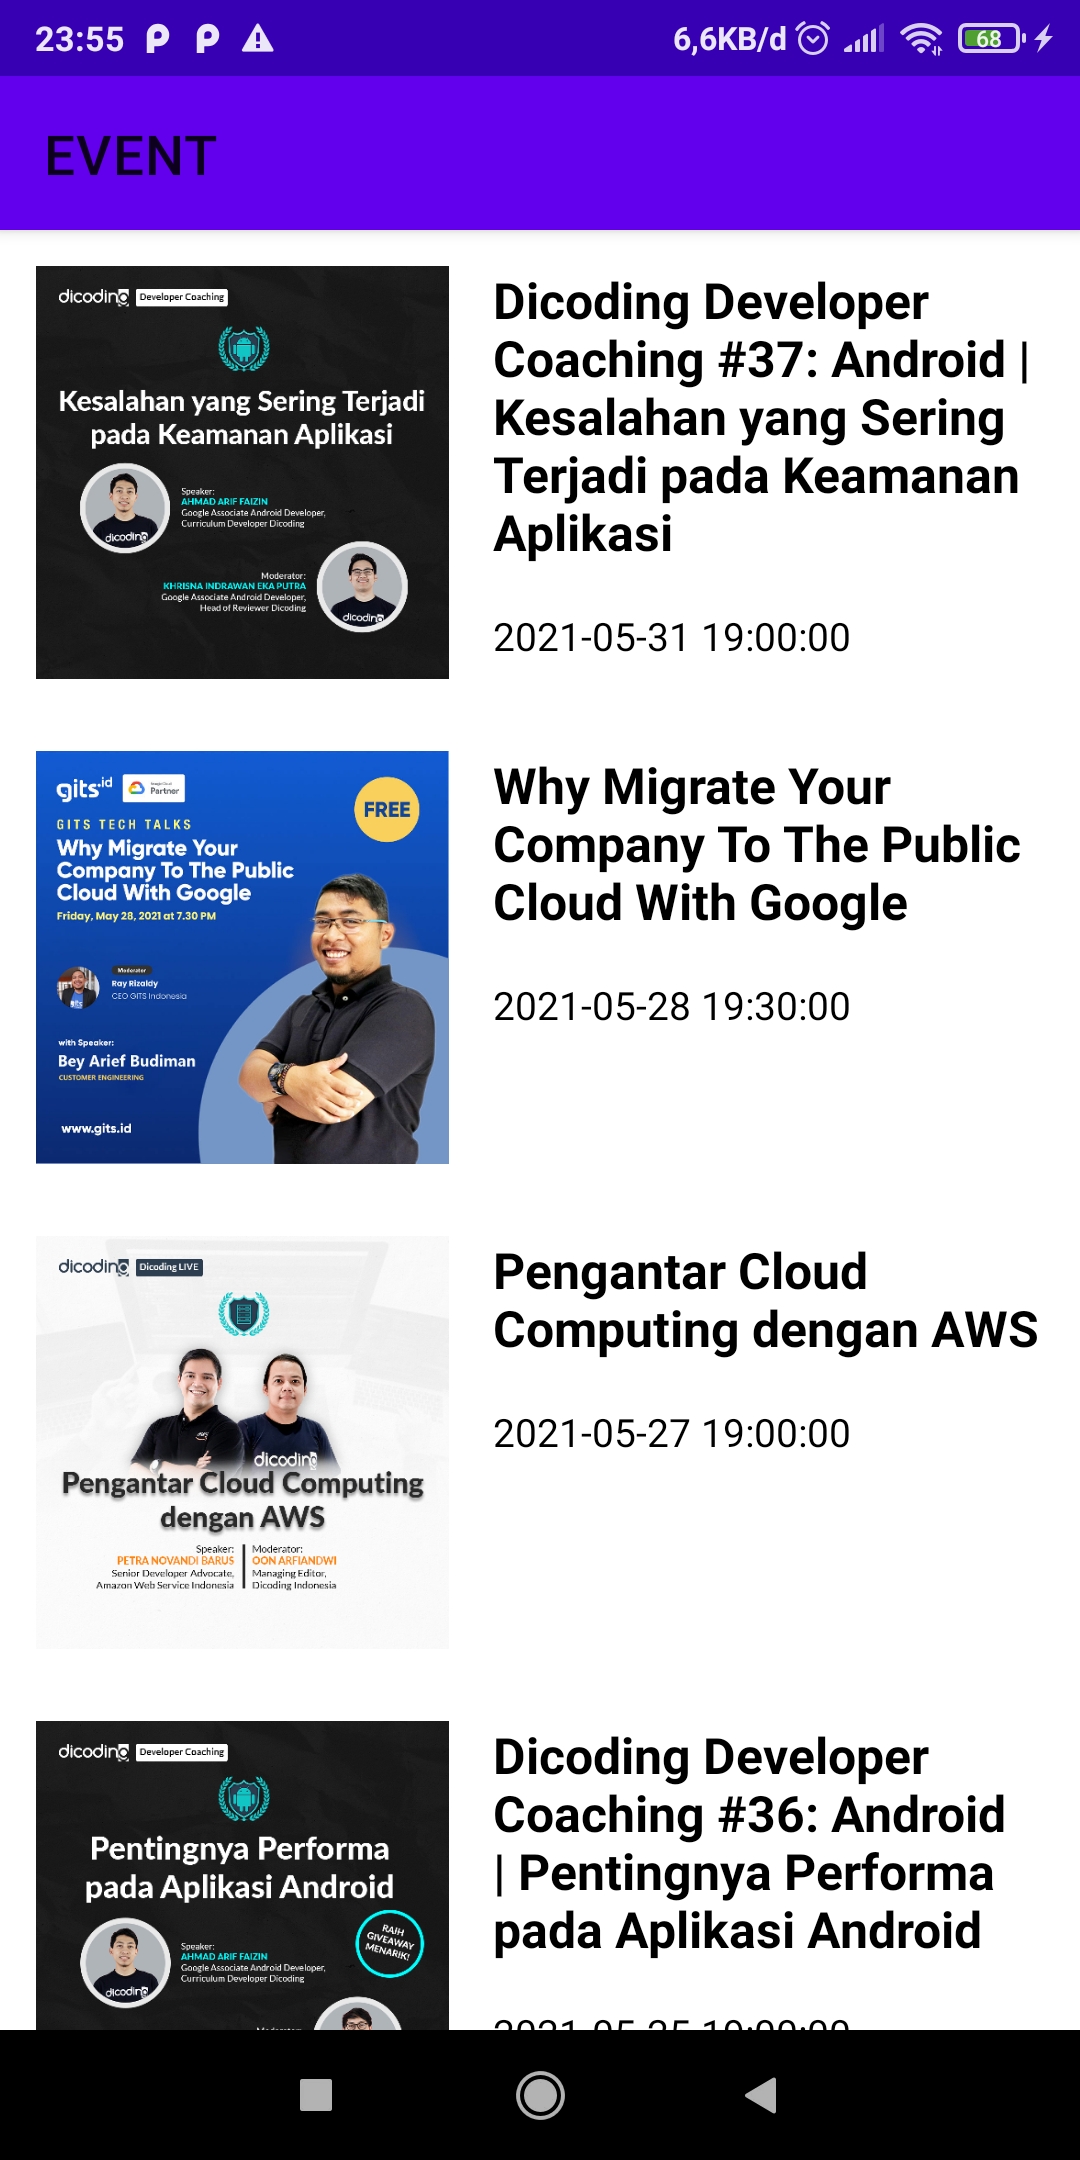 23:55
6,6KB/d
68
EVENT
dicoding Developer Coaching
Kesalahan yang Sering Terjadi
pada Keamanan Aplikasi
Speaker:
AHMAD ARIF FAIZIN
Google Associate Android Developer,
Curriculum Developer Dicoding
dicoding
Moderator:
KHRISNA INDRAWAN EKA PUTRA
Google Associate Android Developer,
Head of Reviewer Dicoding
dicoding
Dicoding Developer
Coaching #37: Android |
Kesalahan yang Sering
Terjadi pada Keamanan
Aplikasi
2021-05-31 19:00:00
gits.id
Google Cloud
Partner
FREE
GITS TECH TALKS
Why Migrate Your
Company To The Public
Cloud With Google
Friday, May 28, 2021 at 7.30 PM
Moderator
Ray Rizaldy
CEO GITS Indonesia
gits
with Speaker:
Bey Arief Budiman
CUSTOMER ENGINEERING
www.gits.id
Why Migrate Your
Company To The Public
Cloud With Google
2021-05-28 19:30:00
dicoding Dicoding LIVE
dicoding
Pengantar Cloud Computing
dengan AWS
Speaker:
PETRA NOVANDI BARUS
Senior Developer Advocate,
Amazon Web Service Indonesia
Moderator:
OON ARFIANDWI
Managing Editor,
Dicoding Indonesia
Pengantar Cloud
Computing dengan AWS
2021-05-27 19:00:00
dicoding Developer Coaching
Pentingnya Performa
pada Aplikasi Android
RAIH
GIVEAWAY
MENARIK!
Speaker:
AHMAD ARIF FAIZIN
Google Associate Android Developer,
Curriculum Developer Dicoding
dicoding
Dicoding Developer
Coaching #36: Android
| Pentingnya Performa
pada Aplikasi Android